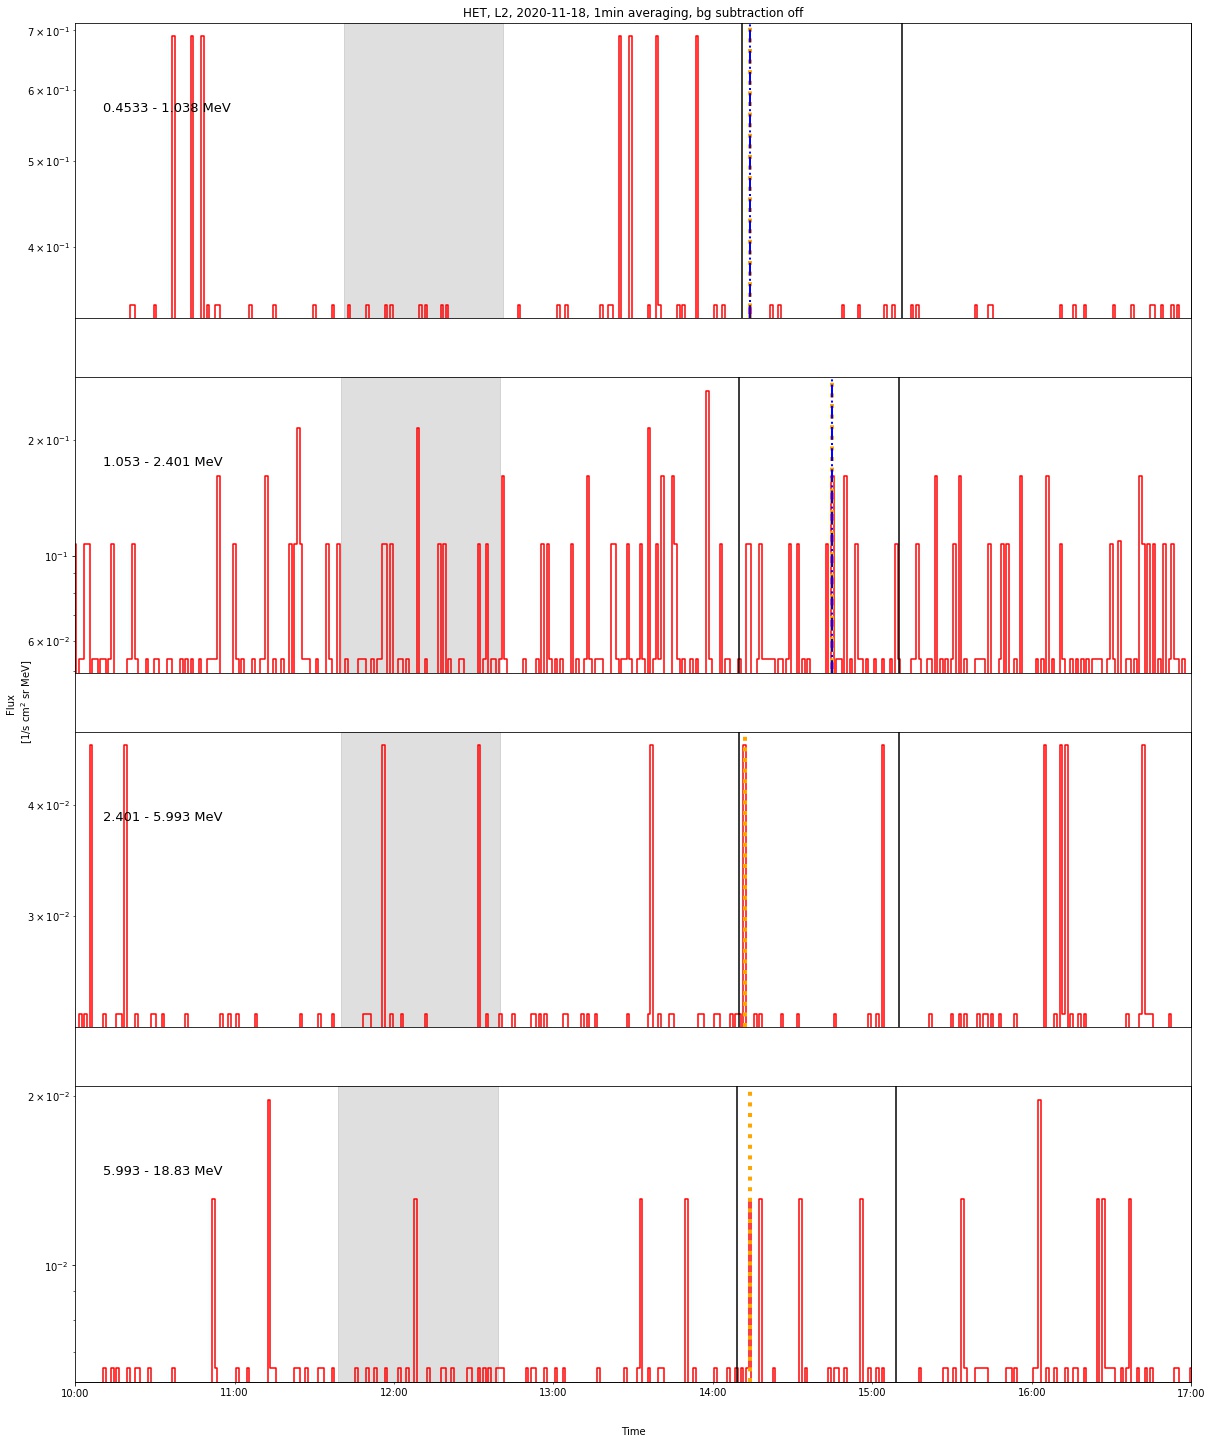 HET, L2, 2020-11-18, 1min averaging, bg subtraction off
7 × 10⁻¹
6 × 10⁻¹
0.4533 - 1.038 MeV
5 × 10⁻¹
4 × 10⁻¹
2 × 10⁻¹
1.053 - 2.401 MeV
10⁻¹
6 × 10⁻²
Flux
[1/s cm² sr MeV]
4 × 10⁻²
2.401 - 5.993 MeV
3 × 10⁻²
2 × 10⁻²
5.993 - 18.83 MeV
10⁻²
10:00 11:00 12:00 13:00 14:00 15:00 16:00 17:00
Time